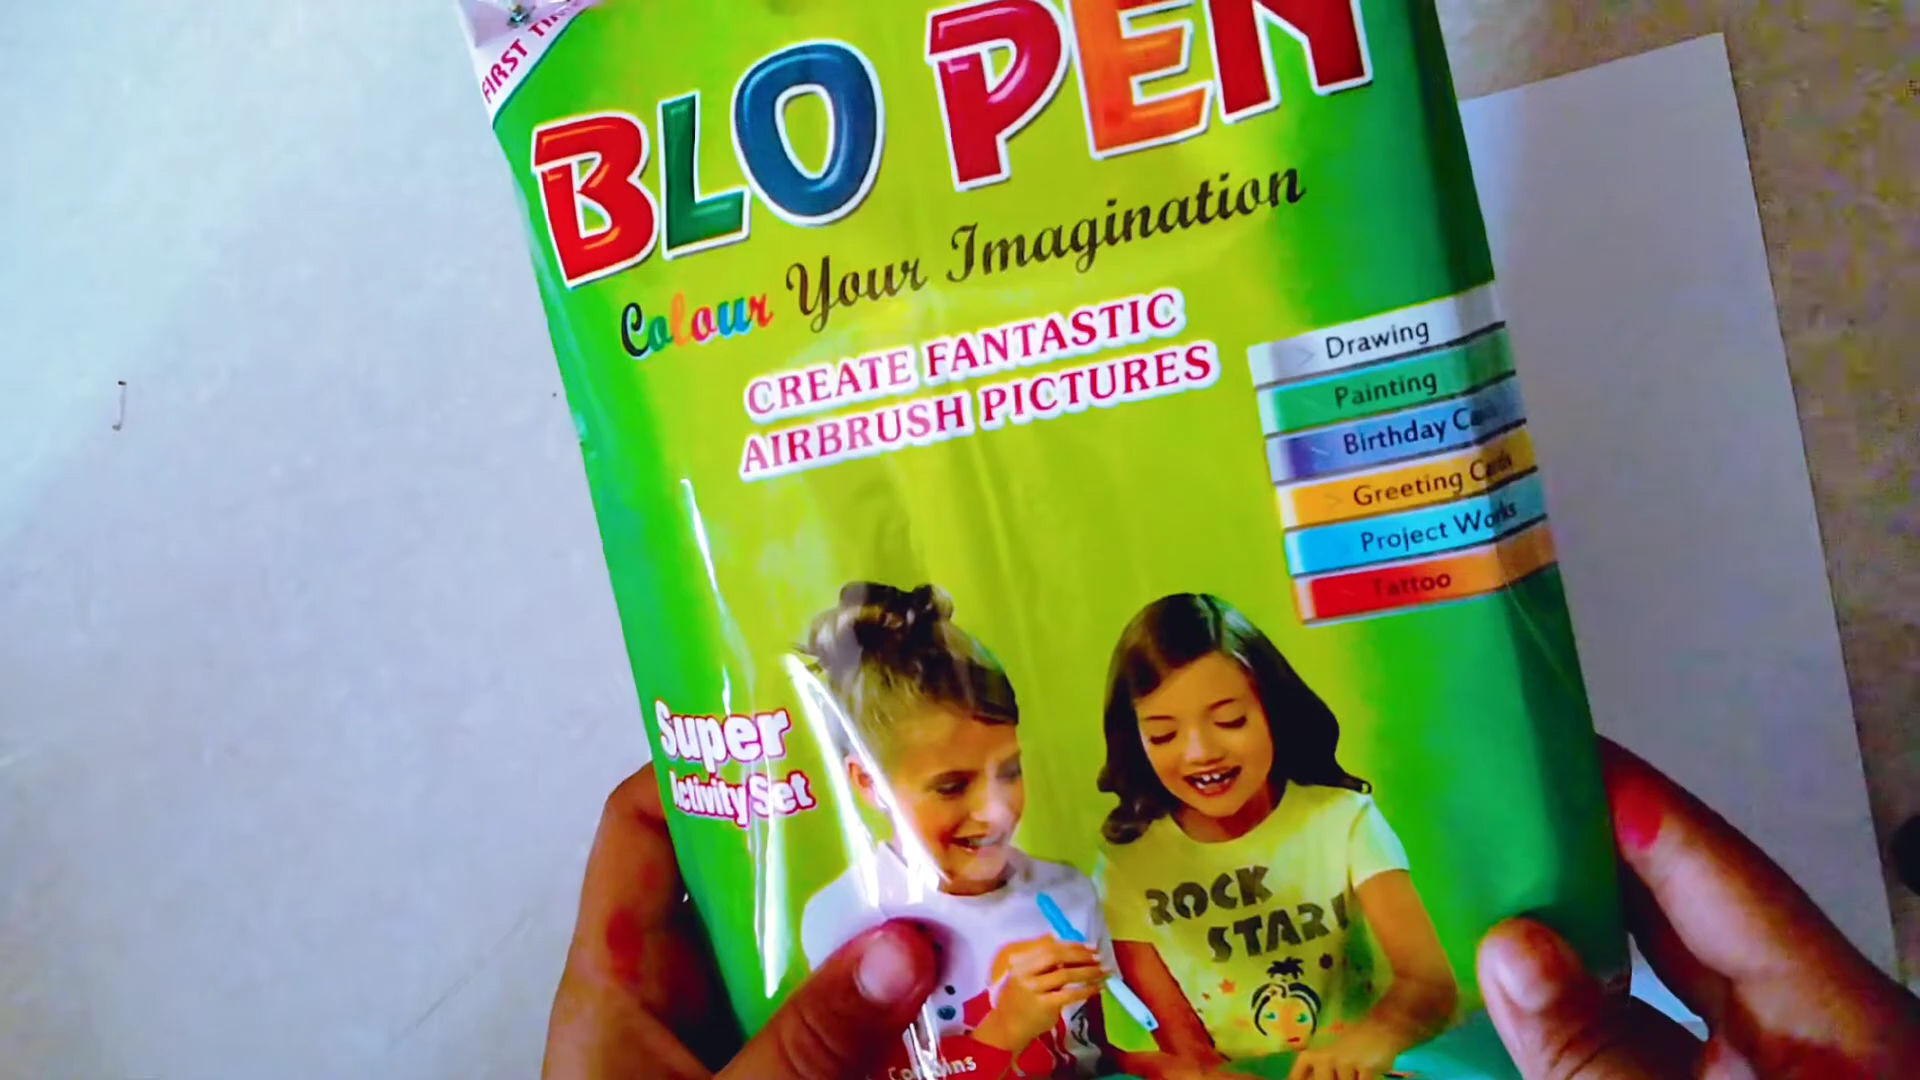 FIRST
BLO PEN
Colour Your Imagination
CREATE FANTASTIC
AIRBRUSH PICTURES
Drawing
Painting
Birthday
Greeting Cards
Project Works
Tattoo
Super
Activity Set
ROCK
STAR!